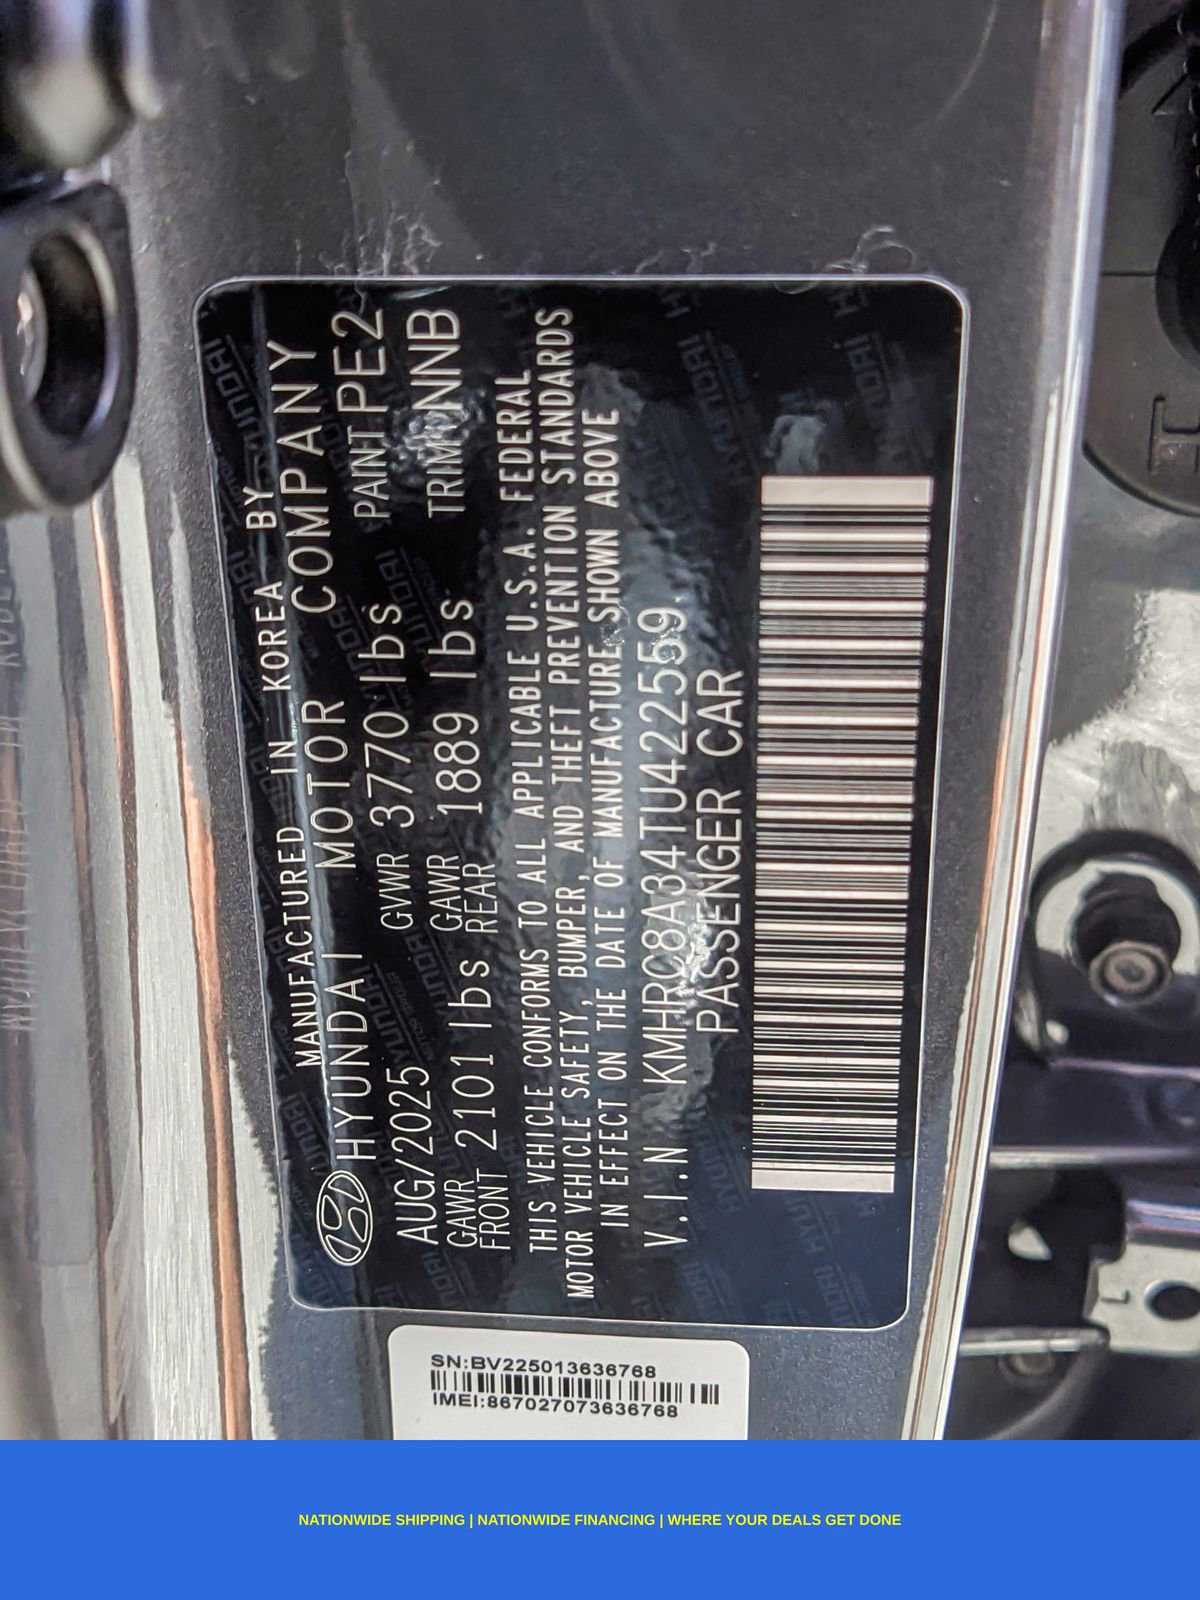 MANUFACTURED IN KOREA BY
HYUNDAI MOTOR COMPANY
AUG/2025 GVWR 3770 lbs PAINT PE2
GAWR FRONT 2101 lbs GAWR REAR 1889 lbs TRIM NNB
THIS VEHICLE CONFORMS TO ALL APPLICABLE U.S.A. FEDERAL
MOTOR VEHICLE SAFETY, BUMPER, AND THEFT PREVENTION STANDARDS
IN EFFECT ON THE DATE OF MANUFACTURE SHOWN ABOVE
V.I.N KMHRC8A34TU422559
PASSENGER CAR
SN:BV225013636768
IMEI:867027073636768
NATIONWIDE SHIPPING | NATIONWIDE FINANCING | WHERE YOUR DEALS GET DONE